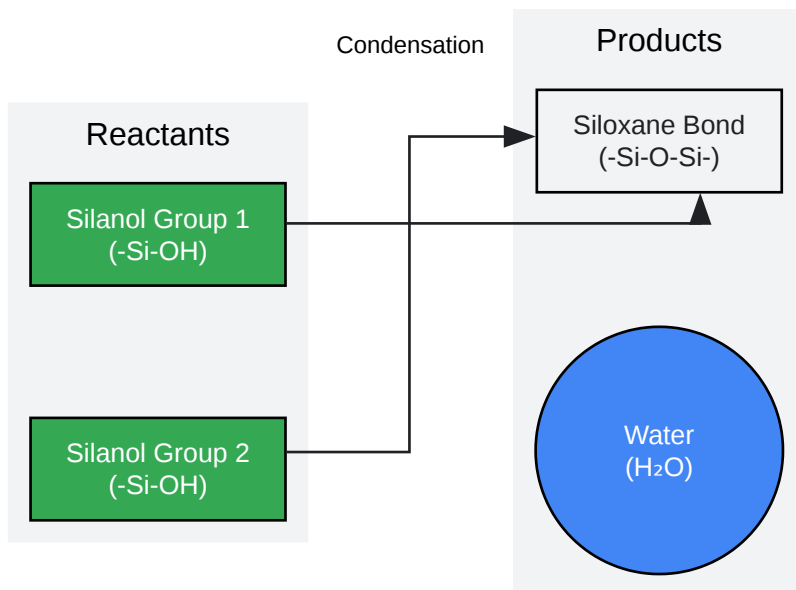 Condensation
Products
Reactants
Siloxane Bond
(-Si-O-Si-)
Silanol Group 1
(-Si-OH)
Silanol Group 2
(-Si-OH)
Water
(H₂O)